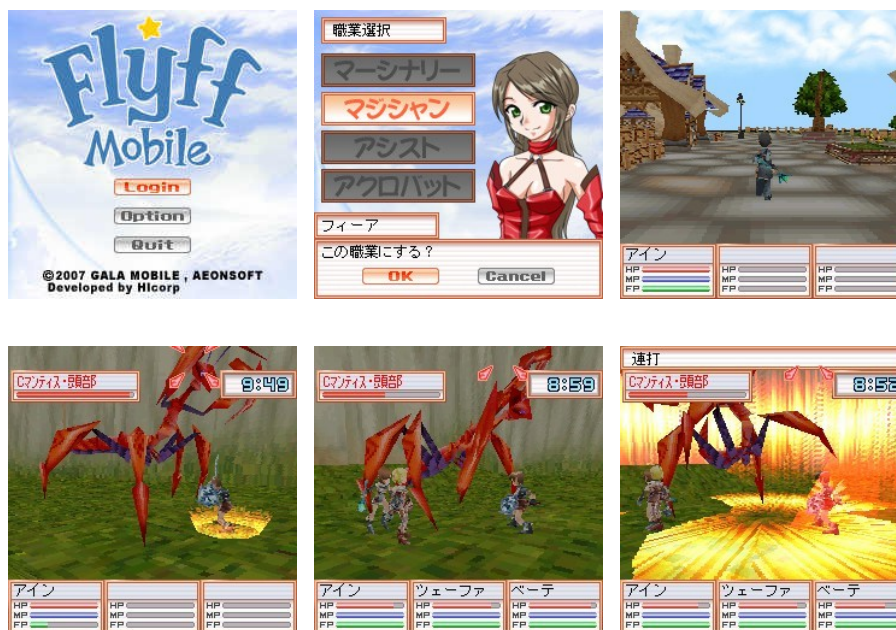 Flyff
Mobile
Login
Option
Quit
©2007 GALA MOBILE , AEONSOFT
Developed by HIcorp
職業選択
マーシナリー
マジシャン
アシスト
アクロバット
フィーア
この職業にする?
OK
Cancel
アイン
HP
MP
FP
HP
MP
FP
HP
MP
FP
Cマンティス・頭部
9:49
アイン
HP
MP
FP
HP
MP
FP
HP
MP
FP
Cマンティス・頭部
8:59
アイン
ツェーファ
ベーテ
HP
MP
FP
HP
MP
FP
HP
MP
FP
連打
Cマンティス・頭部
8:52
アイン
ツェーファ
ベーテ
HP
MP
FP
HP
MP
FP
HP
MP
FP